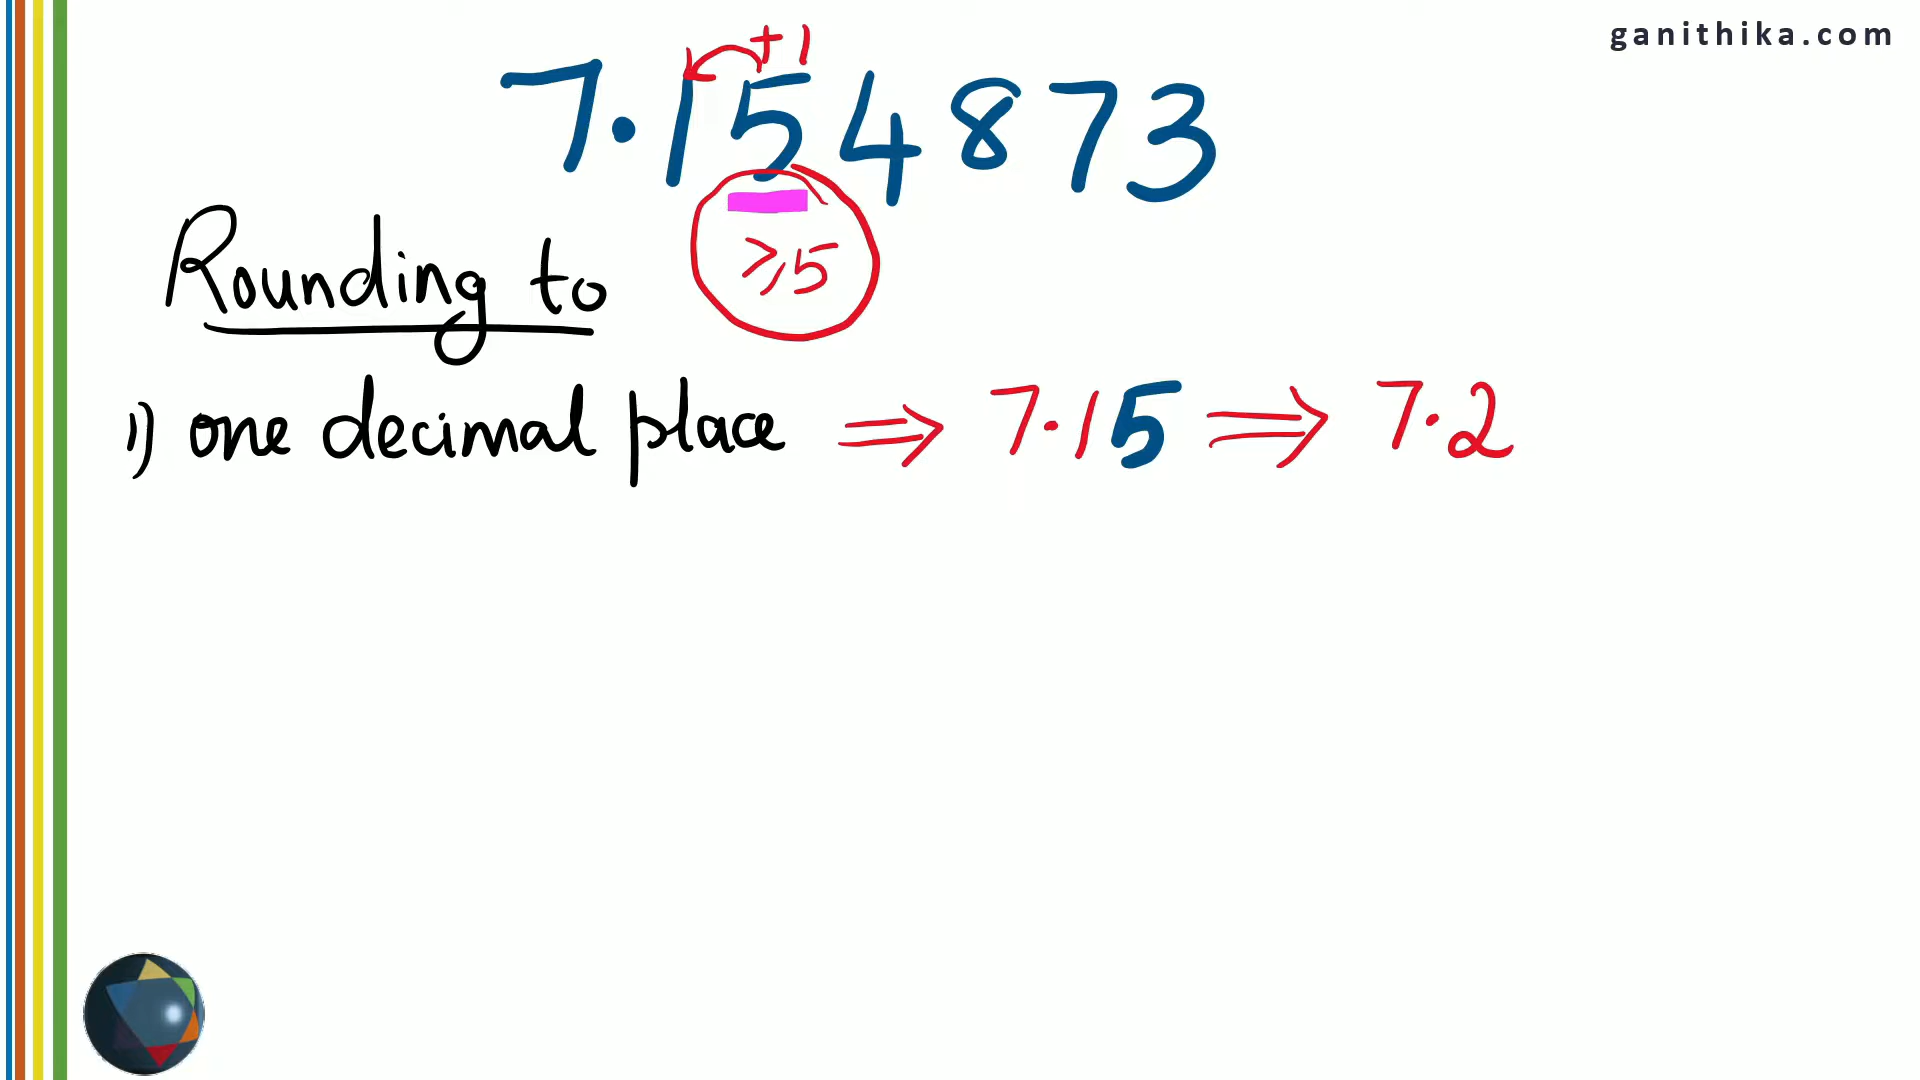 ganithika.com
+1
7.154873
≥5
Rounding to
1) one decimal place ⇒ 7.15 ⇒ 7.2